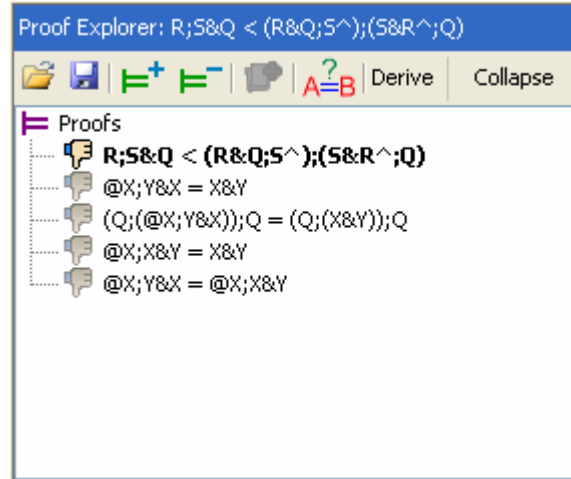 Proof Explorer: R;S&Q < (R&Q;S^);(S&R^;Q)
A?=B Derive Collapse
Proofs
R;S&Q < (R&Q;S^);(S&R^;Q)
@X;Y&X = X&Y
(Q;(@X;Y&X));Q = (Q;(X&Y));Q
@X;X&Y = X&Y
@X;Y&X = @X;X&Y